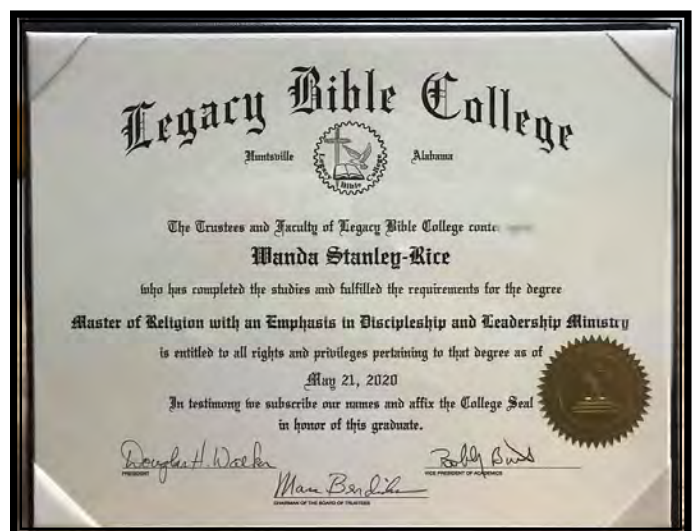 Legacy Bible College
Huntsville Alabama
Legacy Bible College
The Trustees and Faculty of Legacy Bible College
Wanda Stanley-Rice
who has completed the studies and fulfilled the requirements for the degree
Master of Religion with an Emphasis in Discipleship and Leadership Ministry
is entitled to all rights and privileges pertaining to that degree as of
May 21, 2020
In testimony we subscribe our names and affix the College Seal
in honor of this graduate.
Douglas H. Walker
PRESIDENT
VICE PRESIDENT OF ACADEMICS
CHAIRMAN OF THE BOARD OF TRUSTEES